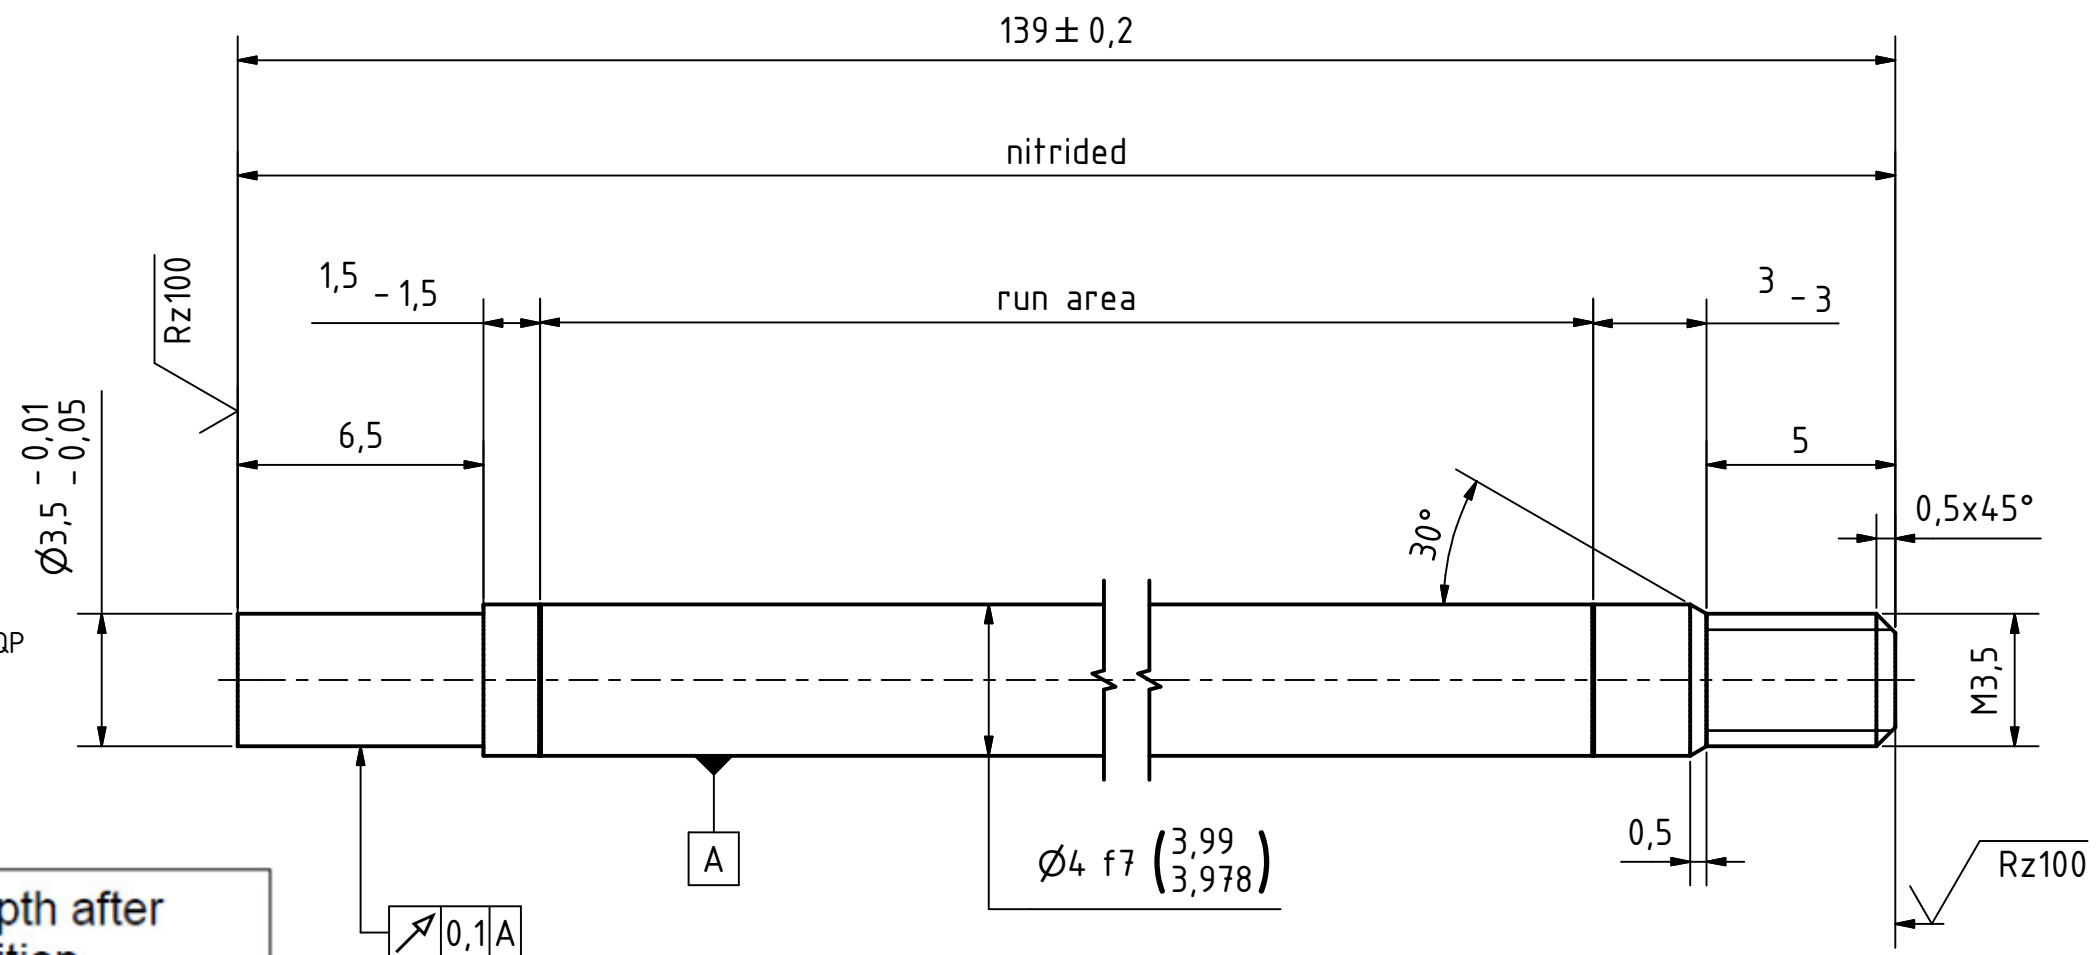 139 ± 0,2
nitrided
Rz100
1,5 - 1,5
run area
3 - 3
Ø3,5 - 0,01
- 0,05
6,5
30°
5
0,5x45°
QP
M3,5
A
Ø4 f7 (3,99
3,978)
0,5
Rz100
pth after
0,1 A